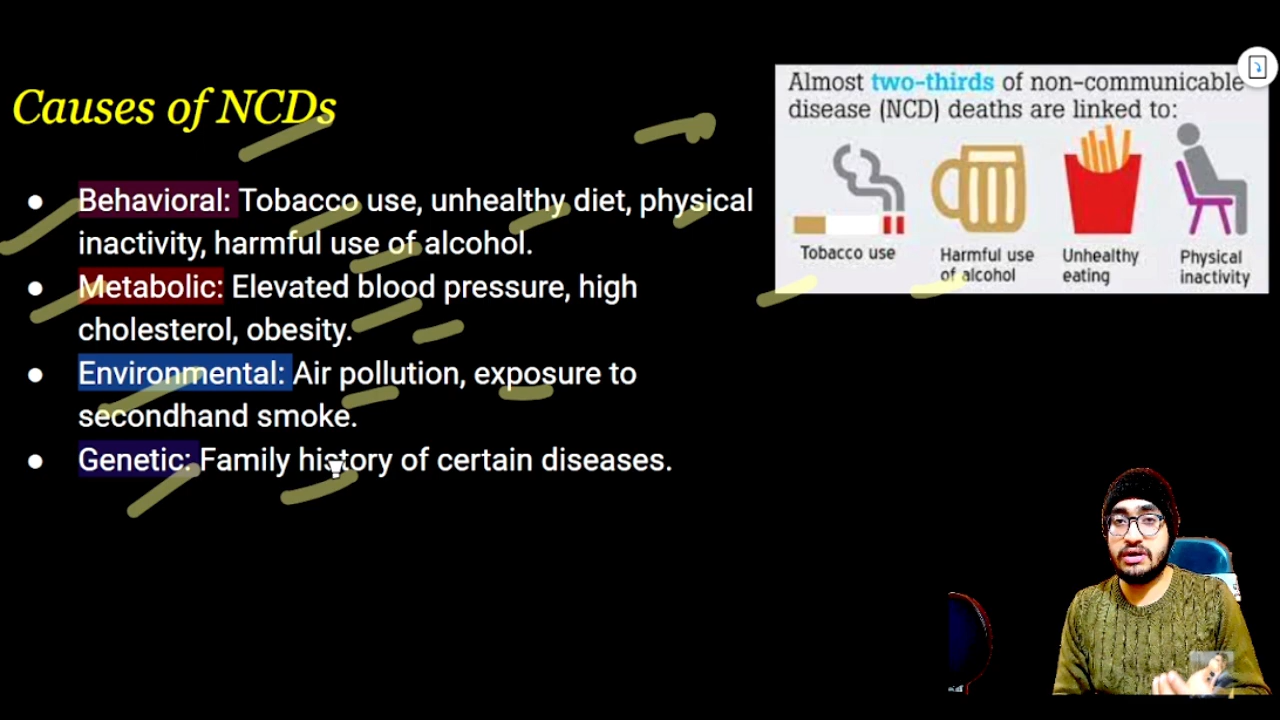 Causes of NCDs
Behavioral: Tobacco use, unhealthy diet, physical
inactivity, harmful use of alcohol.
Metabolic: Elevated blood pressure, high
cholesterol, obesity.
Environmental: Air pollution, exposure to
secondhand smoke.
Genetic: Family history of certain diseases.
Almost two-thirds of non-communicable
disease (NCD) deaths are linked to:
Tobacco use
Harmful use
of alcohol
Unhealthy
eating
Physical
inactivity